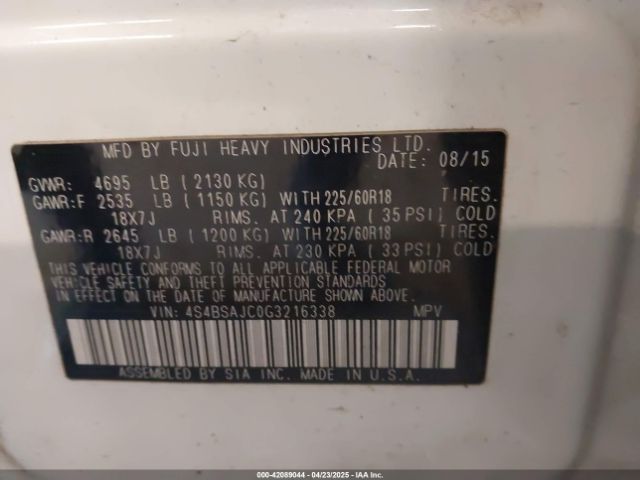 MFD BY FUJI HEAVY INDUSTRIES LTD.
DATE: 08/15
GVWR: 4695 LB (2130 KG)
GAWR:F 2535 LB (1150 KG) WITH 225/60R18 TIRES.
18X7J RIMS. AT 240 KPA (35 PSI) COLD
GAWR:R 2645 LB (1200 KG) WITH 225/60R18 TIRES.
18X7J RIMS. AT 230 KPA (33 PSI) COLD
THIS VEHICLE CONFORMS TO ALL APPLICABLE FEDERAL MOTOR
VEHICLE SAFETY AND THEFT PREVENTION STANDARDS
IN EFFECT ON THE DATE OF MANUFACTURE SHOWN ABOVE.
VIN: 4S4BSAJC0G3216338 MPV
ASSEMBLED BY SIA INC. MADE IN U.S.A.
000-42089044 - 04/23/2025 - IAA Inc.